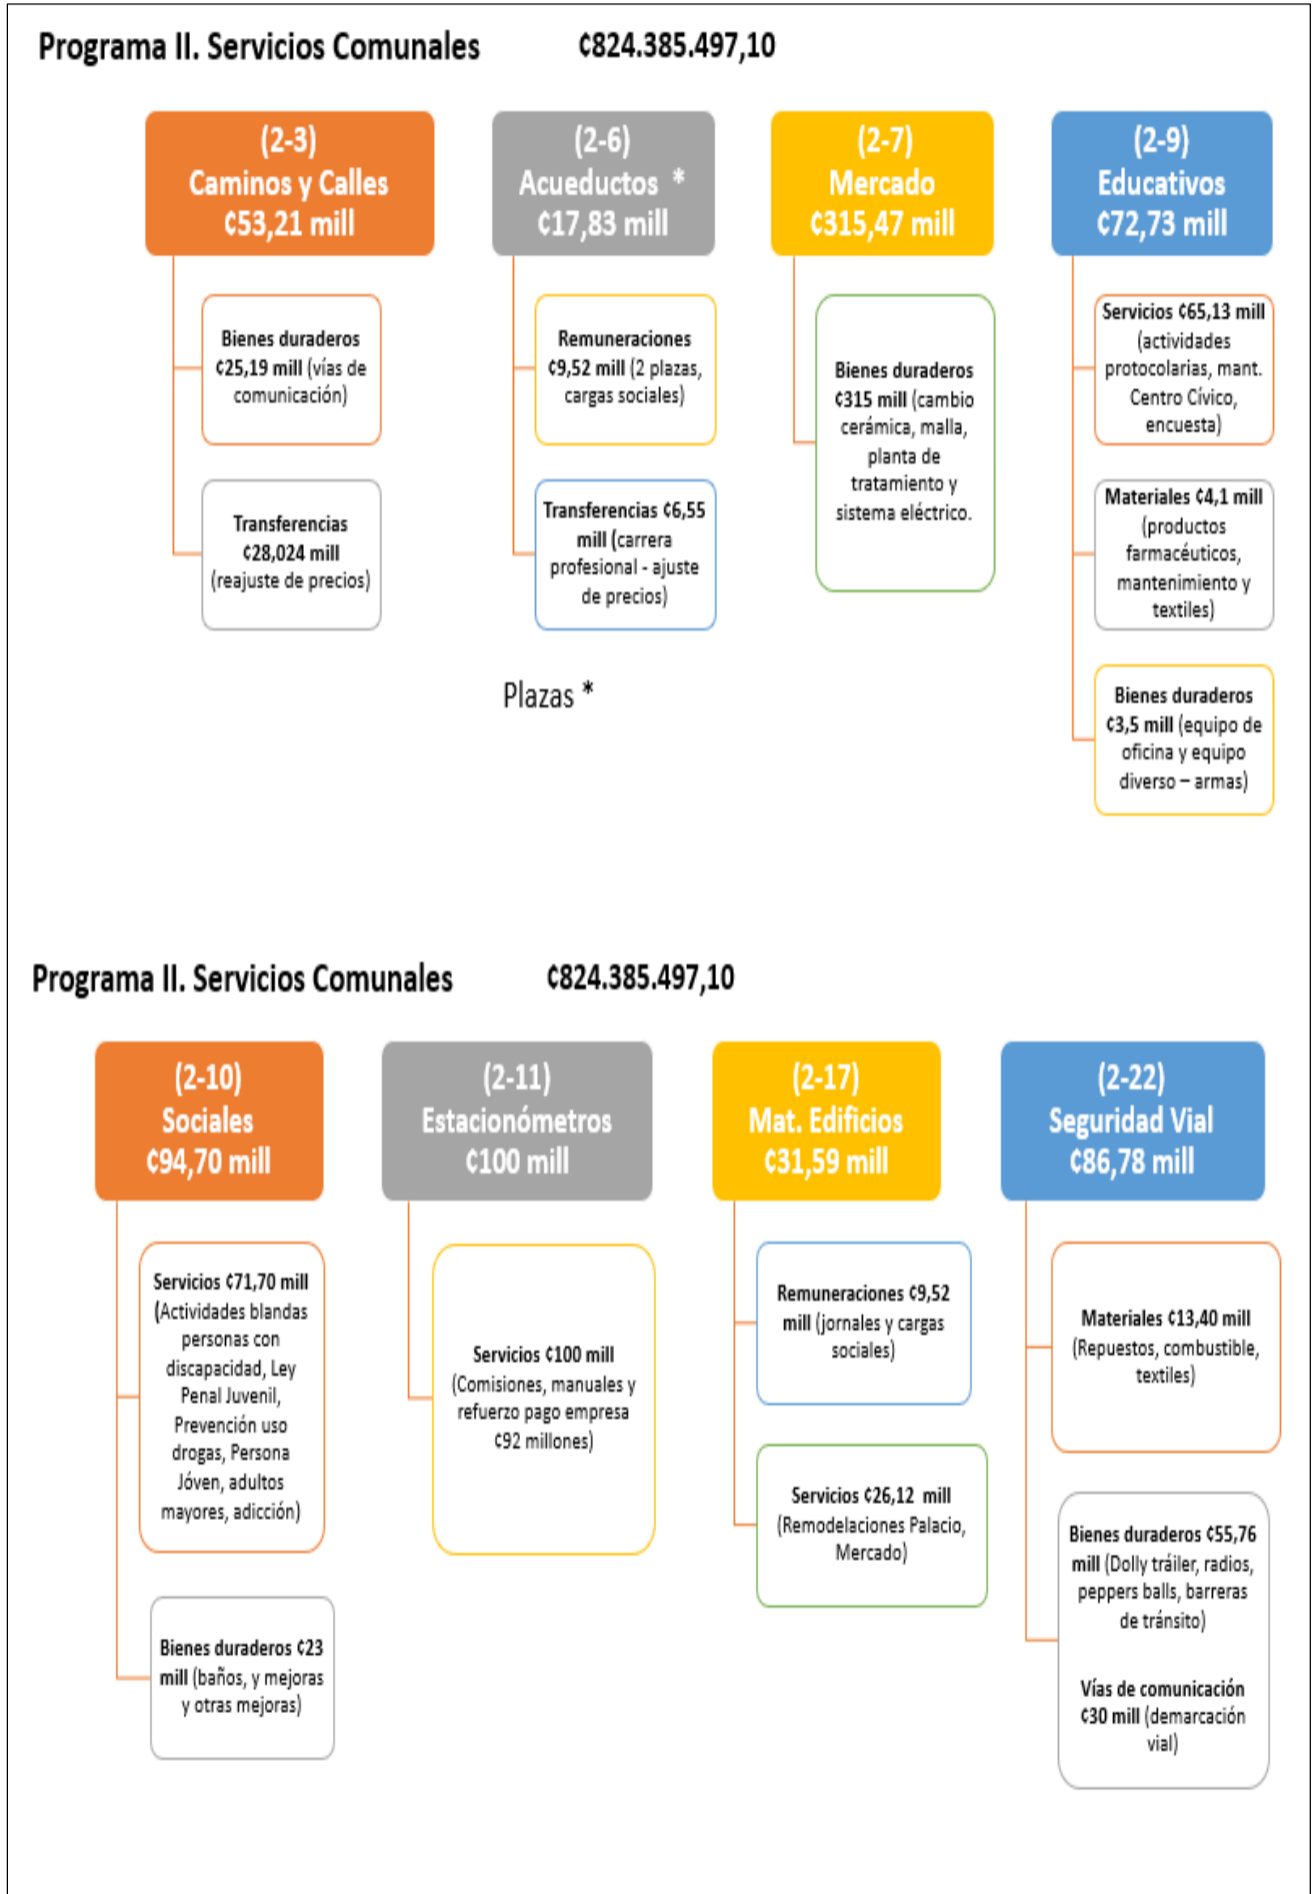 Programa II. Servicios Comunales ¢824.385.497,10
(2-3)
Caminos y Calles
¢53,21 mill
Bienes duraderos
¢25,19 mill (vías de
comunicación)
Transferencias
¢28,024 mill
(reajuste de precios)
(2-6)
Acueductos *
¢17,83 mill
Remuneraciones
¢9,52 mill (2 plazas,
cargas sociales)
Transferencias ¢6,55
mill (carrera
profesional - ajuste
de precios)
Plazas *
(2-7)
Mercado
¢315,47 mill
Bienes duraderos
¢315 mill (cambio
cerámica, malla,
planta de
tratamiento y
sistema eléctrico.
(2-9)
Educativos
¢72,73 mill
Servicios ¢65,13 mill
(actividades
protocolarias, mant.
Centro Cívico,
encuesta)
Materiales ¢4,1 mill
(productos
farmacéuticos,
mantenimiento y
textiles)
Bienes duraderos
¢3,5 mill (equipo de
oficina y equipo
diverso – armas)
Programa II. Servicios Comunales ¢824.385.497,10
(2-10)
Sociales
¢94,70 mill
Servicios ¢71,70 mill
(Actividades blandas
personas con
discapacidad, Ley
Penal Juvenil,
Prevención uso
drogas, Persona
Jóven, adultos
mayores, adicción)
Bienes duraderos ¢23
mill (baños, y mejoras
y otras mejoras)
(2-11)
Estacionómetros
¢100 mill
Servicios ¢100 mill
(Comisiones, manuales y
refuerzo pago empresa
¢92 millones)
(2-17)
Mat. Edificios
¢31,59 mill
Remuneraciones ¢9,52
mill (jornales y cargas
sociales)
Servicios ¢26,12 mill
(Remodelaciones Palacio,
Mercado)
(2-22)
Seguridad Vial
¢86,78 mill
Materiales ¢13,40 mill
(Repuestos, combustible,
textiles)
Bienes duraderos ¢55,76
mill (Dolly tráiler, radios,
peppers balls, barreras
de tránsito)
Vías de comunicación
¢30 mill (demarcación
vial)